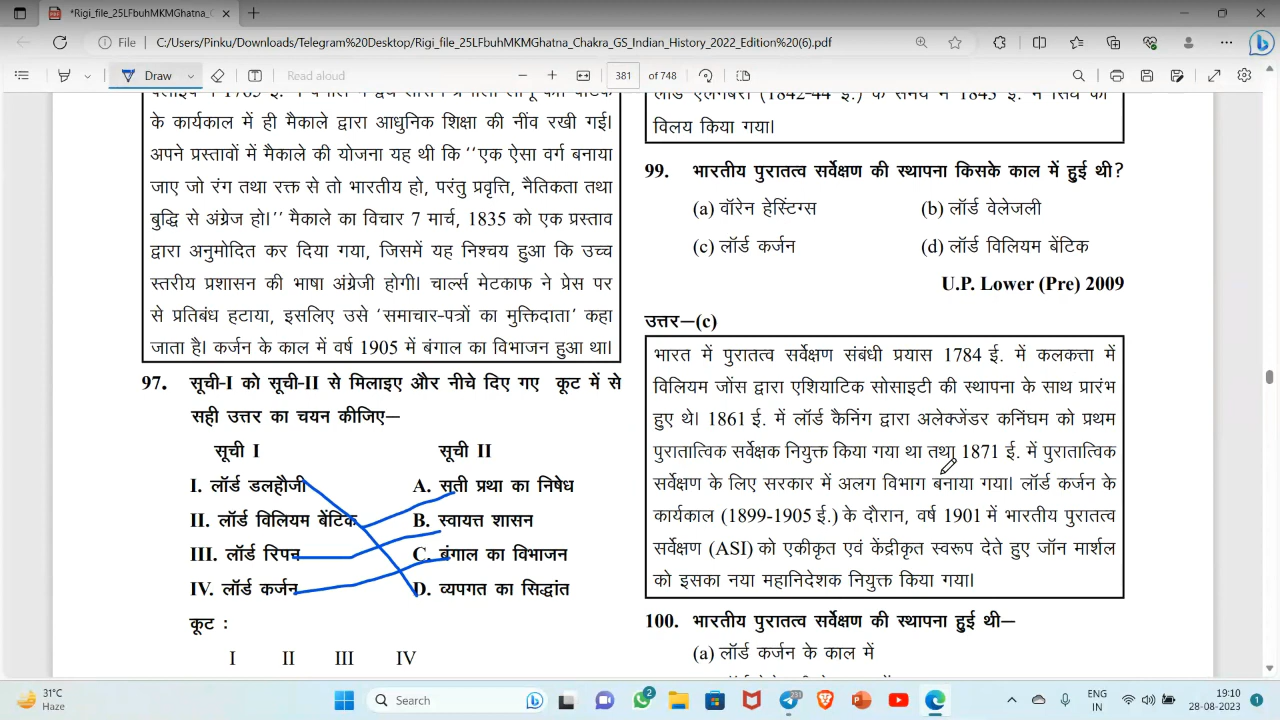 *Rigi_file_25LFbuhMKMGhatna_C
File
C:/Users/Pinku/Downloads/Telegram%20Desktop/Rigi_file_25LFbuhMKMGhatna_Chakra_GS_Indian_History_2022_Edition%20(6).pdf
Draw
Read aloud
381 of 748
के कार्यकाल में ही मैकाले द्वारा आधुनिक शिक्षा की नींव रखी गई।
अपने प्रस्तावों में मैकाले की योजना यह थी कि ‘‘एक ऐसा वर्ग बनाया
जाए जो रंग तथा रक्त से तो भारतीय हो, परंतु प्रवृत्ति, नैतिकता तथा
बुद्धि से अंग्रेज हो।’’ मैकाले का विचार 7 मार्च, 1835 को एक प्रस्ताव
द्वारा अनुमोदित कर दिया गया, जिसमें यह निश्चय हुआ कि उच्च
स्तरीय प्रशासन की भाषा अंग्रेजी होगी। चार्ल्स मेटकाफ ने प्रेस पर
से प्रतिबंध हटाया, इसलिए उसे ‘समाचार-पत्रों का मुक्तिदाता’ कहा
जाता है। कर्जन के काल में वर्ष 1905 में बंगाल का विभाजन हुआ था।
97. सूची-I को सूची-II से मिलाइए और नीचे दिए गए कूट में से
सही उत्तर का चयन कीजिए–
सूची I सूची II
I. लॉर्ड डलहौजी A. सती प्रथा का निषेध
II. लॉर्ड विलियम बेंटिक B. स्वायत्त शासन
III. लॉर्ड रिपन C. बंगाल का विभाजन
IV. लॉर्ड कर्जन D. व्यपगत का सिद्धांत
कूट :
I II III IV
लॉर्ड एलनबरो (1842-44 ई.) के समय में 1843 ई. में सिंध का
विलय किया गया।
99. भारतीय पुरातत्व सर्वेक्षण की स्थापना किसके काल में हुई थी?
(a) वॉरेन हेस्टिंग्स (b) लॉर्ड वेलेजली
(c) लॉर्ड कर्जन (d) लॉर्ड विलियम बेंटिक
U.P. Lower (Pre) 2009
उत्तर–(c)
भारत में पुरातत्व सर्वेक्षण संबंधी प्रयास 1784 ई. में कलकत्ता में
विलियम जोंस द्वारा एशियाटिक सोसाइटी की स्थापना के साथ प्रारंभ
हुए थे। 1861 ई. में लॉर्ड कैनिंग द्वारा अलेक्जेंडर कनिंघम को प्रथम
पुरातात्विक सर्वेक्षक नियुक्त किया गया था तथा 1871 ई. में पुरातात्विक
सर्वेक्षण के लिए सरकार में अलग विभाग बनाया गया। लॉर्ड कर्जन के
कार्यकाल (1899-1905 ई.) के दौरान, वर्ष 1901 में भारतीय पुरातत्व
सर्वेक्षण (ASI) को एकीकृत एवं केंद्रीकृत स्वरूप देते हुए जॉन मार्शल
को इसका नया महानिदेशक नियुक्त किया गया।
100. भारतीय पुरातत्व सर्वेक्षण की स्थापना हुई थी–
(a) लॉर्ड कर्जन के काल में
31°C
Haze
Search
2
231
ENG
IN
19:10
28-08-2023
1